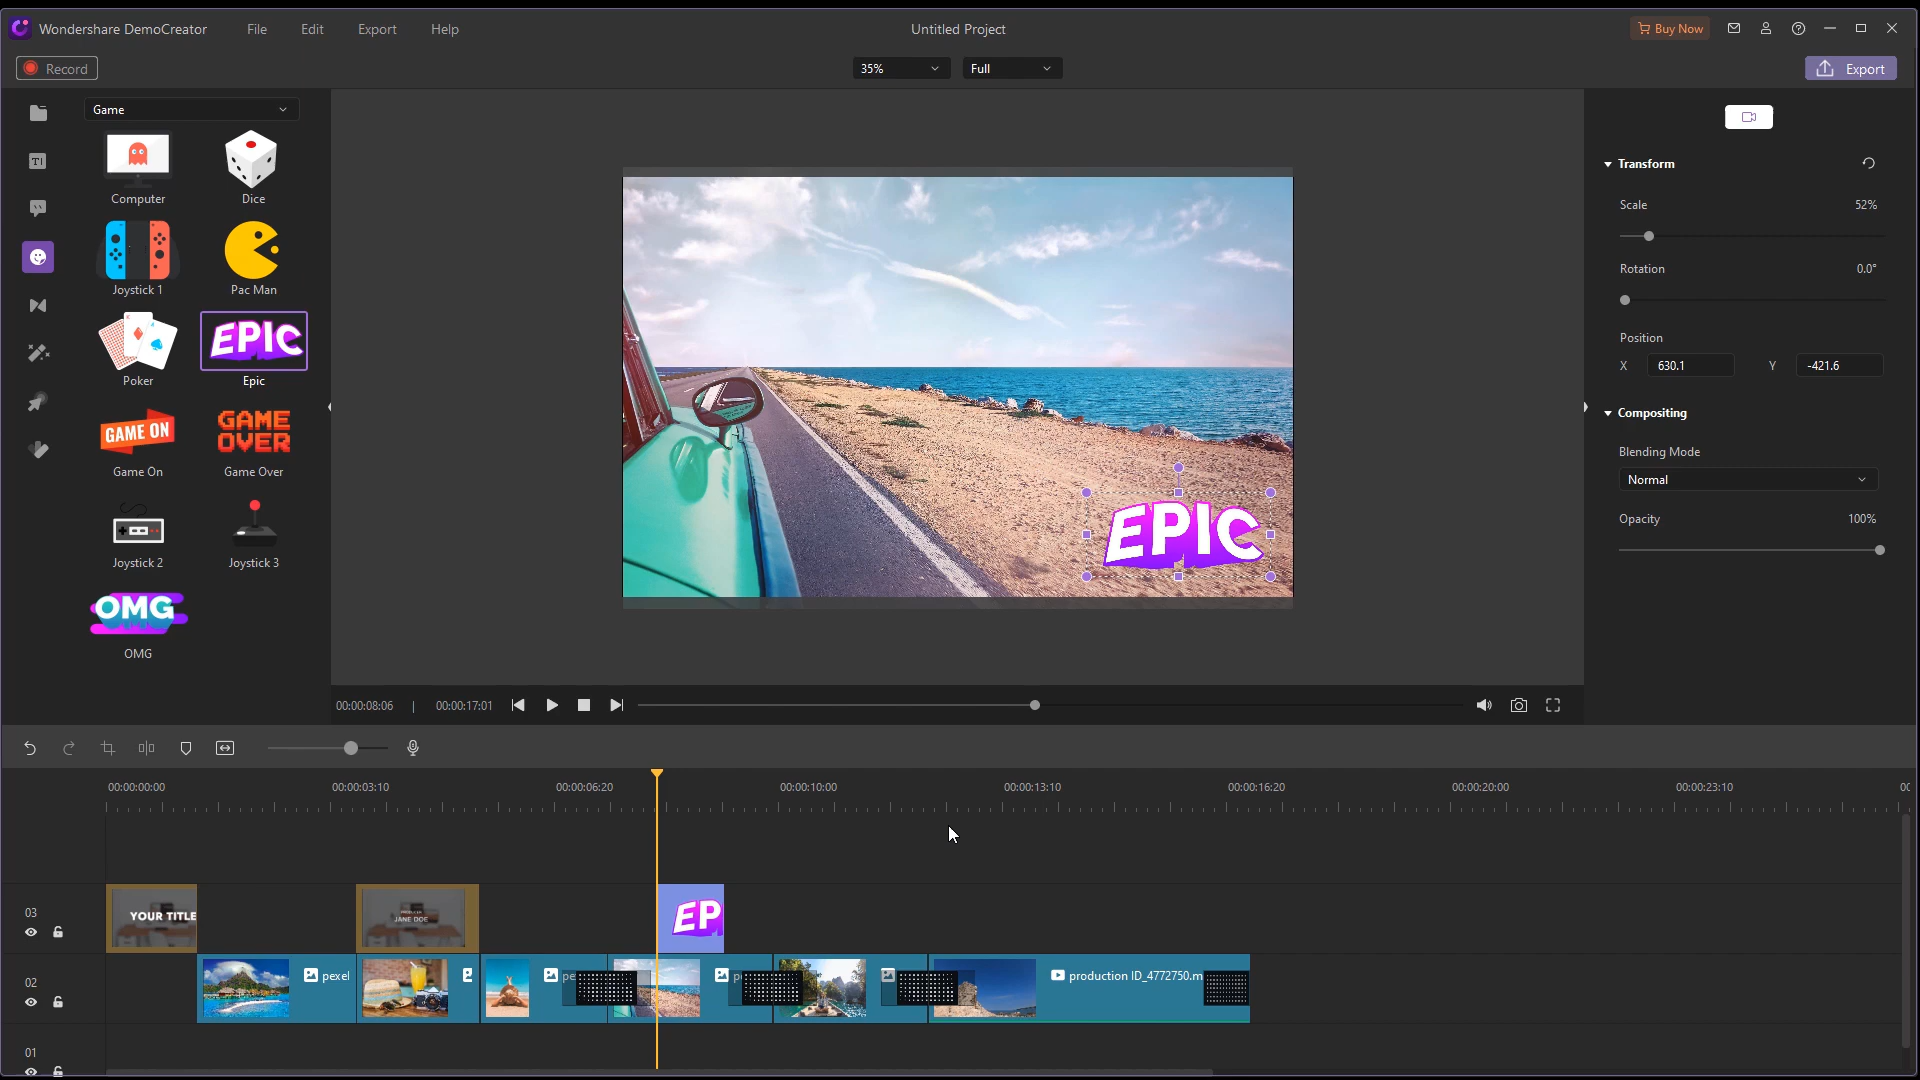 Wondershare DemoCreator File Edit Export Help Untitled Project Buy Now
Record 35% Full Export
Game
Computer Dice
Joystick 1 Pac Man
EPIC
Poker Epic
GAME ON GAME OVER
Game On Game Over
Joystick 2 Joystick 3
OMG
OMG
EPIC
Transform
Scale 52%
Rotation 0.0°
Position
X 630.1 Y -421.6
Compositing
Blending Mode
Normal
Opacity 100%
00:00:08:06 | 00:00:17:01
00:00:00:00 00:00:03:10 00:00:06:20 00:00:10:00 00:00:13:10 00:00:16:20 00:00:20:00 00:00:23:10 00
03
YOUR TITLE
JANE DOE
EP
02
pexel
pe
p
production ID_4772750.m
01